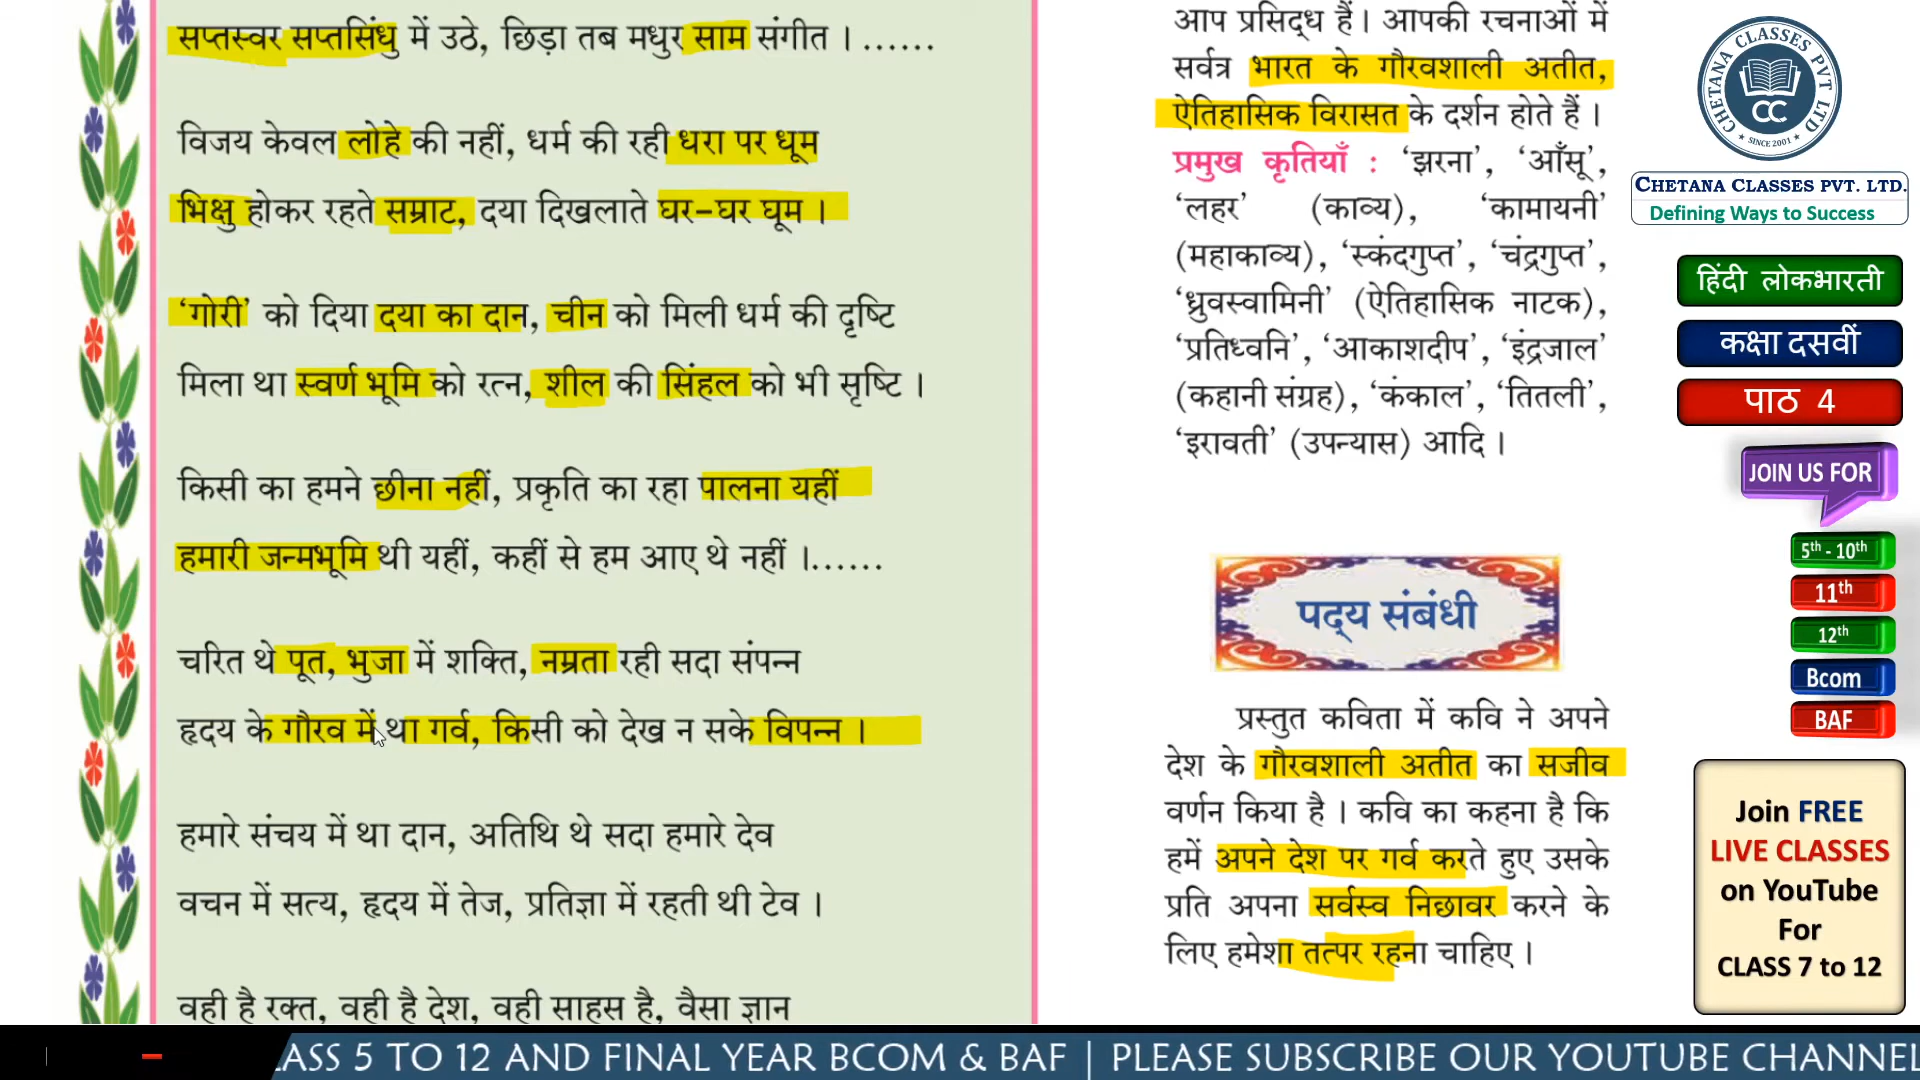 सप्तस्वर सप्तसिंधु में उठे, छिड़ा तब मधुर साम संगीत । ......
विजय केवल लोहे की नहीं, धर्म की रही धरा पर धूम
भिक्षु होकर रहते सम्राट, दया दिखलाते घर-घर घूम ।
‘गोरी’ को दिया दया का दान, चीन को मिली धर्म की दृष्टि
मिला था स्वर्ण भूमि को रत्न, शील की सिंहल को भी सृष्टि ।
किसी का हमने छीना नहीं, प्रकृति का रहा पालना यहीं
हमारी जन्मभूमि थी यहीं, कहीं से हम आए थे नहीं ।......
चरित थे पूत, भुजा में शक्ति, नम्रता रही सदा संपन्न
हृदय के गौरव में था गर्व, किसी को देख न सके विपन्न ।
हमारे संचय में था दान, अतिथि थे सदा हमारे देव
वचन में सत्य, हृदय में तेज, प्रतिज्ञा में रहती थी टेव ।
वही है रक्त, वही है देश, वही साहस है, वैसा ज्ञान
आप प्रसिद्ध हैं। आपकी रचनाओं में
सर्वत्र भारत के गौरवशाली अतीत,
ऐतिहासिक विरासत के दर्शन होते हैं ।
प्रमुख कृतियाँ : ‘झरना’, ‘आँसू’,
‘लहर’ (काव्य), ‘कामायनी’
(महाकाव्य), ‘स्कंदगुप्त’, ‘चंद्रगुप्त’,
‘ध्रुवस्वामिनी’ (ऐतिहासिक नाटक),
‘प्रतिध्वनि’, ‘आकाशदीप’, ‘इंद्रजाल’
(कहानी संग्रह), ‘कंकाल’, ‘तितली’,
‘इरावती’ (उपन्यास) आदि ।
पद्य संबंधी
प्रस्तुत कविता में कवि ने अपने
देश के गौरवशाली अतीत का सजीव
वर्णन किया है । कवि का कहना है कि
हमें अपने देश पर गर्व करते हुए उसके
प्रति अपना सर्वस्व निछावर करने के
लिए हमेशा तत्पर रहना चाहिए ।
CHETANA CLASSES PVT LTD
CC
SINCE 2001
CHETANA CLASSES PVT. LTD.
Defining Ways to Success
हिंदी लोकभारती
कक्षा दसवीं
पाठ 4
JOIN US FOR
5th - 10th
11th
12th
Bcom
BAF
Join FREE
LIVE CLASSES
on YouTube
For
CLASS 7 to 12
ASS 5 TO 12 AND FINAL YEAR BCOM & BAF | PLEASE SUBSCRIBE OUR YOUTUBE CHANNEL